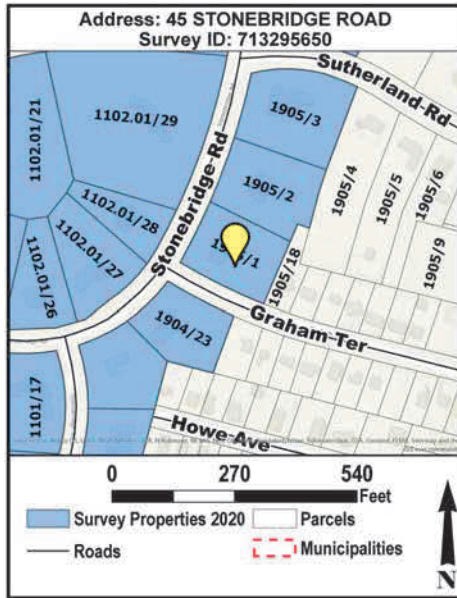 Address: 45 STONEBRIDGE ROAD
Survey ID: 713295650
Sutherland Rd
1102.01/21
1102.01/29
1905/3
1905/4
1905/5
1905/6
1905/2
1905/9
Stonebridge-Rd
1102.01/28
1102.01/27
1102.01/26
1905/18
Graham-Ter
1904/23
1101/17
Howe-Ave
0 270 540
Feet
Survey Properties 2020
Parcels
Roads
Municipalities
N